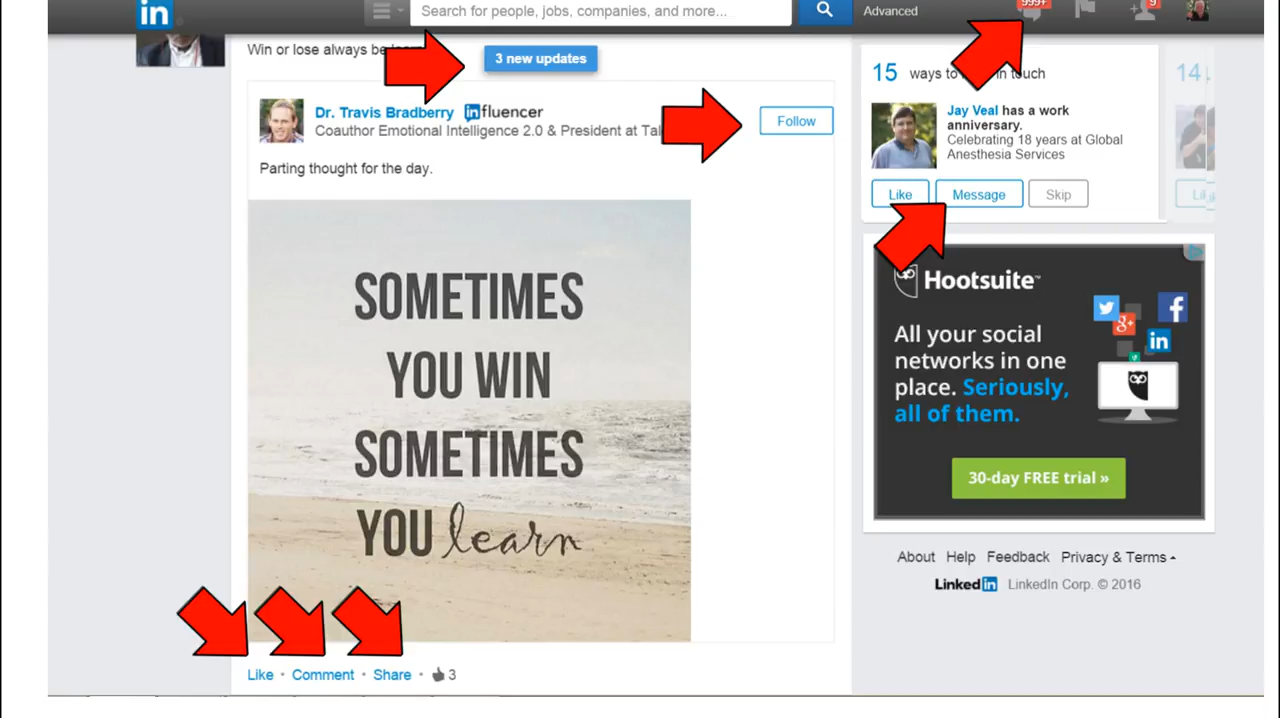 in
Search for people, jobs, companies, and more...
Advanced
999+
9
Win or lose always be
3 new updates
Dr. Travis Bradberry influencer
Coauthor Emotional Intelligence 2.0 & President at Tal
Follow
Parting thought for the day.
SOMETIMES
YOU WIN
SOMETIMES
YOU learn
Like · Comment · Share · 3
15 ways to in touch
14
Jay Veal has a work
anniversary.
Celebrating 18 years at Global
Anesthesia Services
Like Message Skip
Hootsuite™
All your social
networks in one
place. Seriously,
all of them.
g+
f
in
30-day FREE trial »
About Help Feedback Privacy & Terms
LinkedIn LinkedIn Corp. © 2016